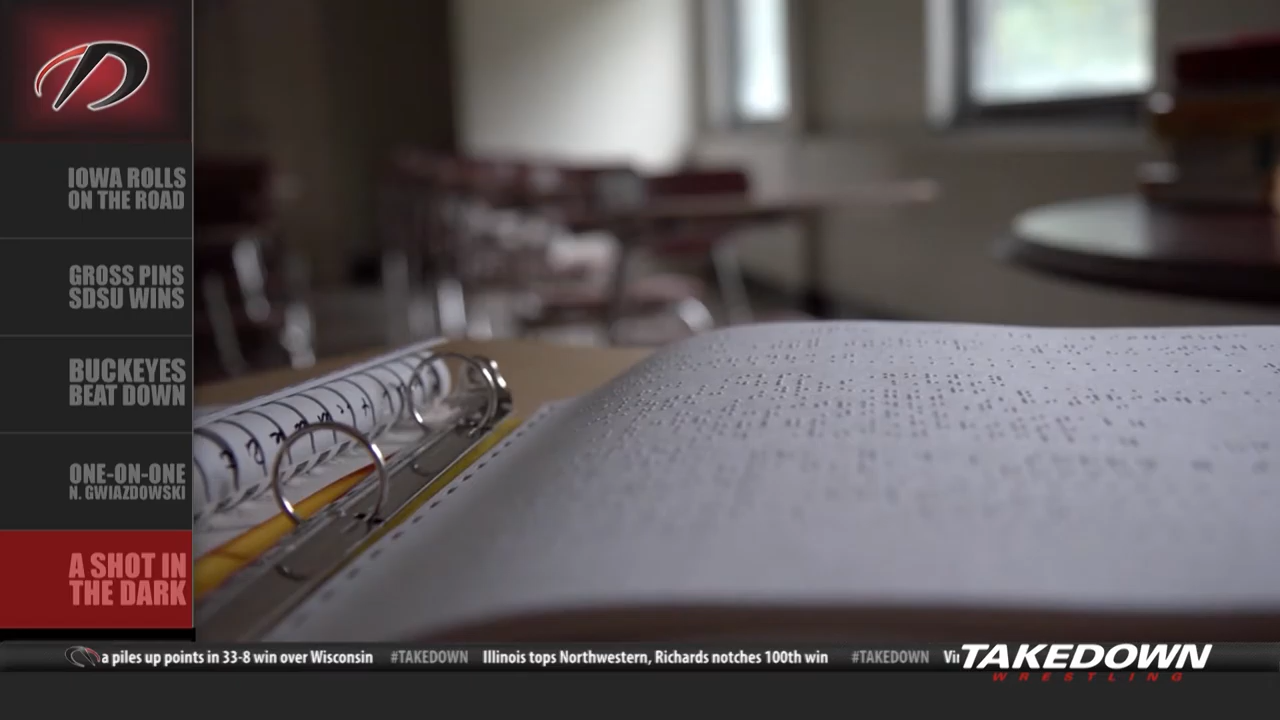 IOWA ROLLS
ON THE ROAD
GROSS PINS
SDSU WINS
BUCKEYES
BEAT DOWN
ONE-ON-ONE
N. GWIAZDOWSKI
A SHOT IN
THE DARK
a piles up points in 33-8 win over Wisconsin #TAKEDOWN Illinois tops Northwestern, Richards notches 100th win #TAKEDOWN
TAKEDOWN
WRESTLING